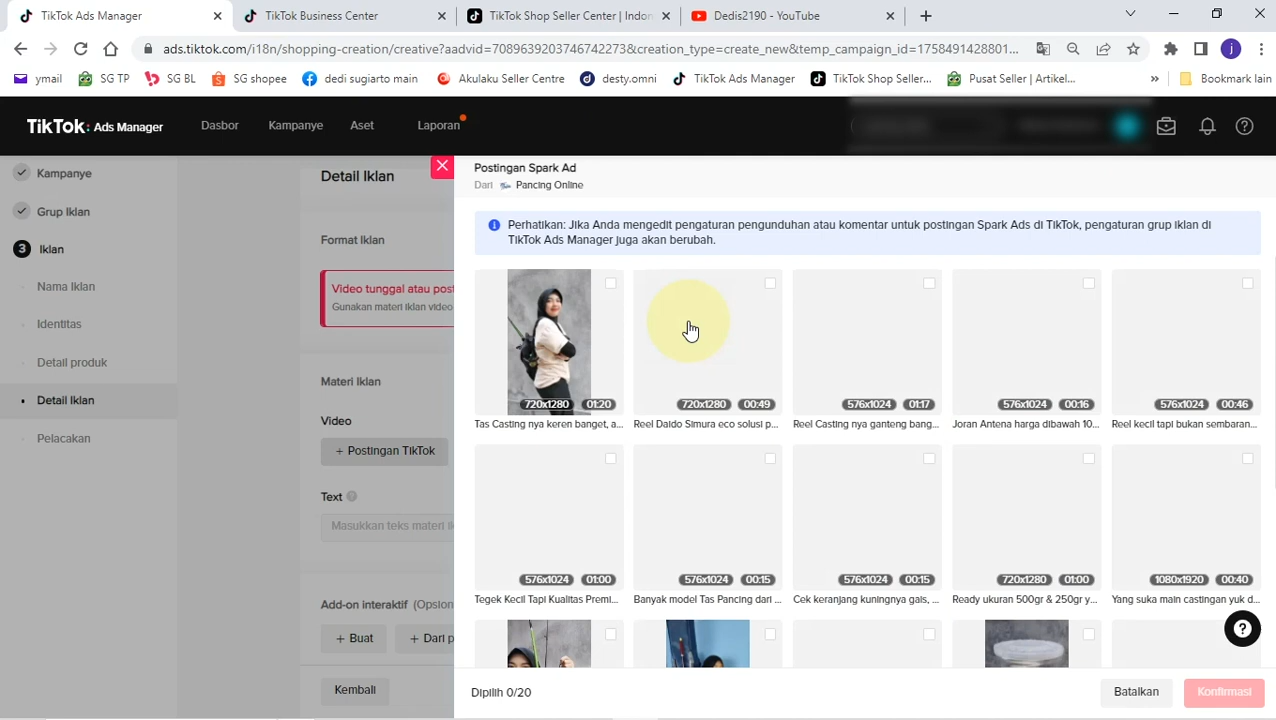 TikTok Ads Manager
TikTok Business Center
TikTok Shop Seller Center | Indon
Dedis2190 - YouTube
ads.tiktok.com/i18n/shopping-creation/creative?aadvid=7089639203746742273&creation_type=create_new&temp_campaign_id=1758491428801...
j
ymail
SG TP
SG BL
SG shopee
dedi sugiarto main
Akulaku Seller Centre
desty.omni
TikTok Ads Manager
TikTok Shop Seller...
Pusat Seller | Artikel...
»
Bookmark lain
TikTok: Ads Manager
Dasbor
Kampanye
Aset
Laporan
Kampanye
Grup Iklan
3 Iklan
Nama Iklan
Identitas
Detail produk
Detail Iklan
Pelacakan
Detail Iklan
Format Iklan
Video tunggal atau post
Gunakan materi iklan video
Materi Iklan
Video
+ Postingan TikTok
Text
Masukkan teks materi ik
Add-on interaktif (Opsion
+ Buat
+ Dari p
Kembali
Postingan Spark Ad
Dari Pancing Online
Perhatikan: Jika Anda mengedit pengaturan pengunduhan atau komentar untuk postingan Spark Ads di TikTok, pengaturan grup iklan di
TikTok Ads Manager juga akan berubah.
720x1280 01:20
720x1280 00:49
576x1024 01:17
576x1024 00:16
576x1024 00:46
Tas Casting nya keren banget, a...
Reel Daido Simura eco solusi p...
Reel Casting nya ganteng bang...
Joran Antena harga dibawah 10...
Reel kecil tapi bukan sembaran...
576x1024 01:00
576x1024 00:15
576x1024 00:15
720x1280 01:00
1080x1920 00:40
Tegek Kecil Tapi Kualitas Premi...
Banyak model Tas Pancing dari ...
Cek keranjang kuningnya gais, ...
Ready ukuran 500gr & 250gr y...
Yang suka main castingan yuk d...
Dipilih 0/20
Batalkan
Konfirmasi